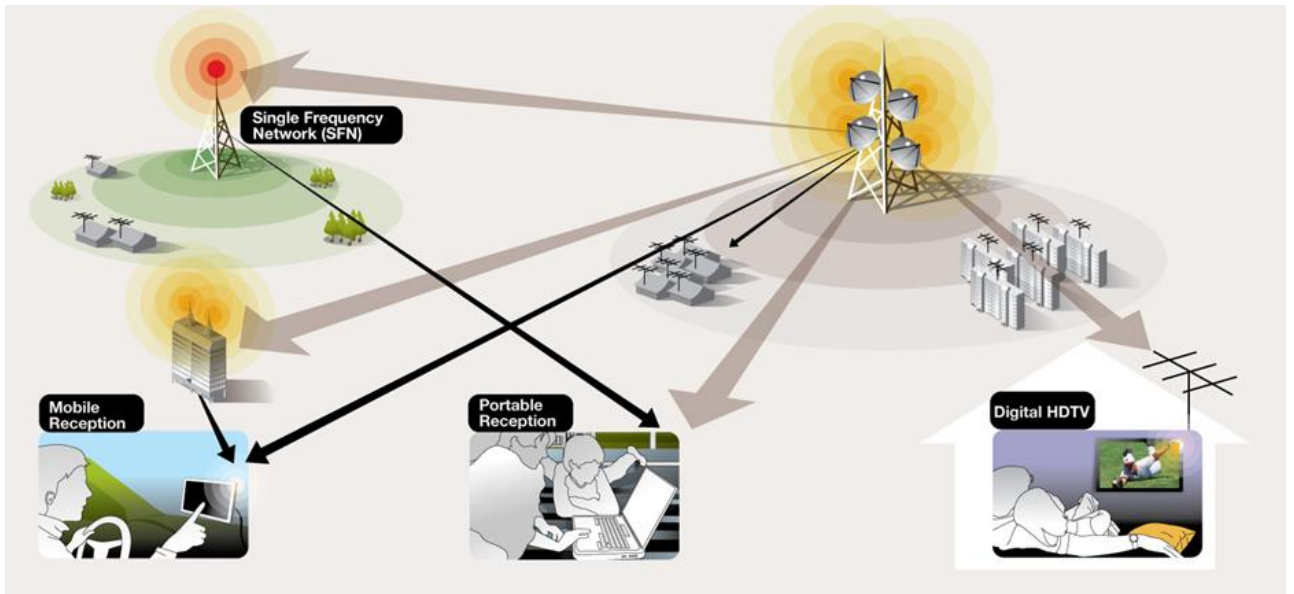 Single Frequency
Network (SFN)
Mobile
Reception
Portable
Reception
Digital HDTV